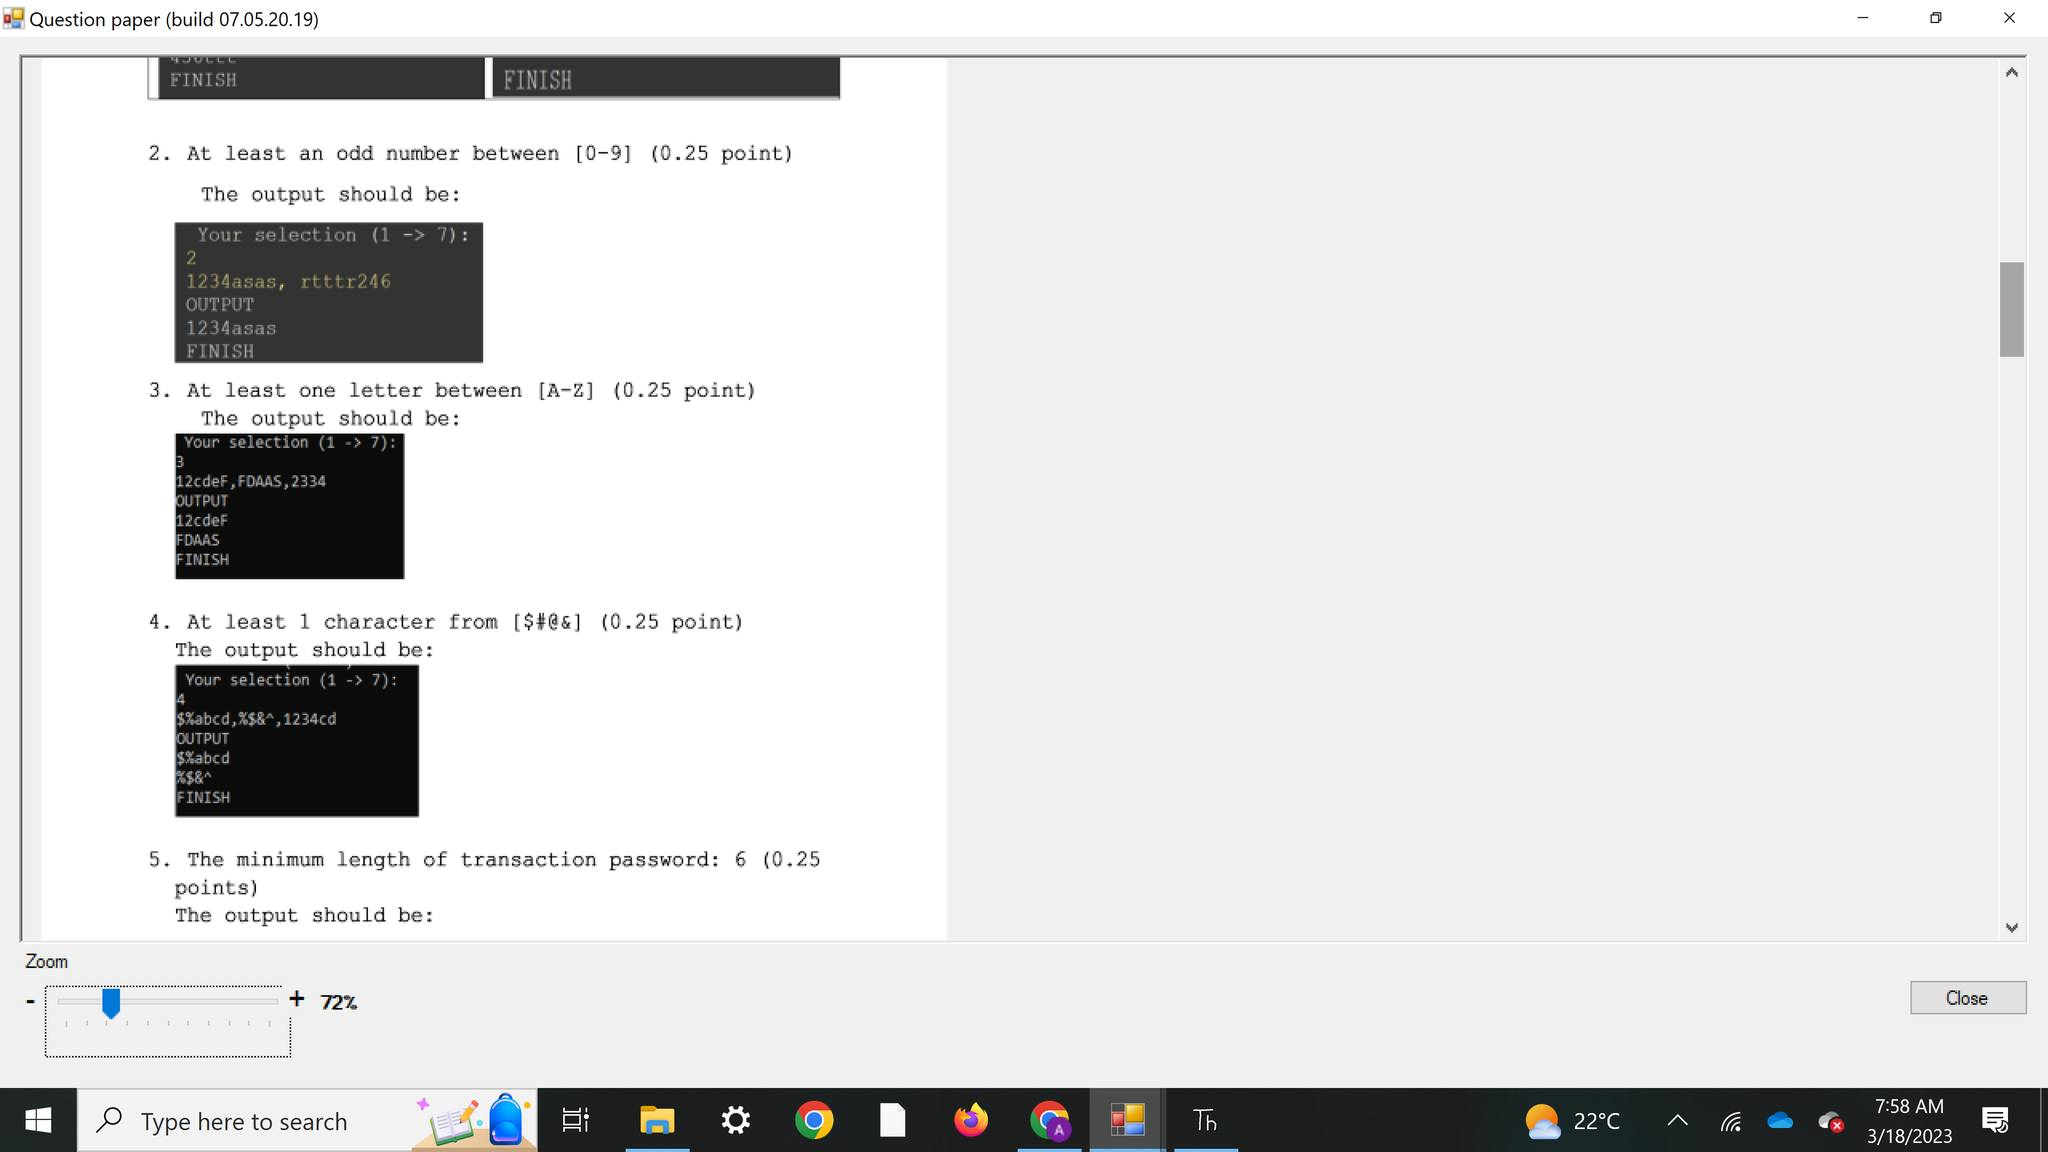 Question paper (build 07.05.20.19)
FINISH
FINISH
2. At least an odd number between [0-9] (0.25 point)
The output should be:
Your selection (1 -> 7):
2
1234asas, rtttr246
OUTPUT
1234asas
FINISH
3. At least one letter between [A-Z] (0.25 point)
The output should be:
Your selection (1 -> 7):
3
12cdeF,FDAAS,2334
OUTPUT
12cdeF
FDAAS
FINISH
4. At least 1 character from [$#@&] (0.25 point)
The output should be:
Your selection (1 -> 7):
4
$%abcd,%$&^,1234cd
OUTPUT
$%abcd
%$&^
FINISH
5. The minimum length of transaction password: 6 (0.25
points)
The output should be:
Zoom
- + 72%
Close
Type here to search
A
Th
22°C
7:58 AM
3/18/2023